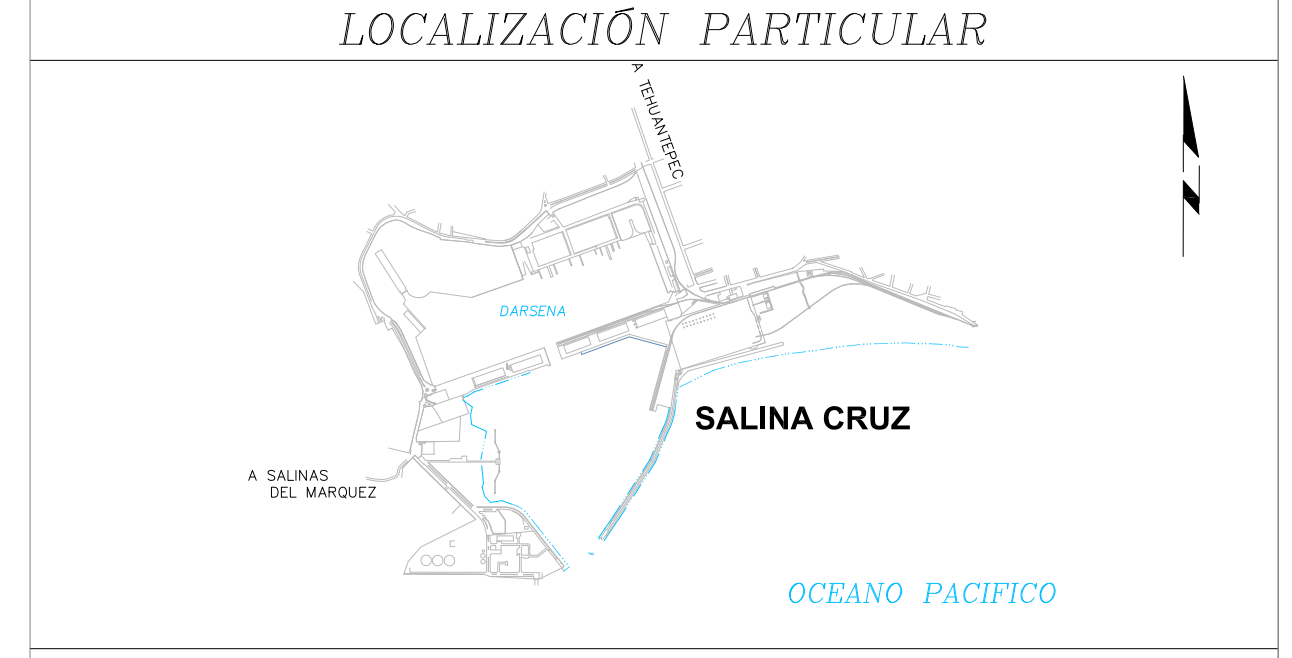 LOCALIZACIÓN PARTICULAR
A TEHUANTEPEC
DARSENA
SALINA CRUZ
A SALINAS
DEL MARQUEZ
OCEANO PACIFICO